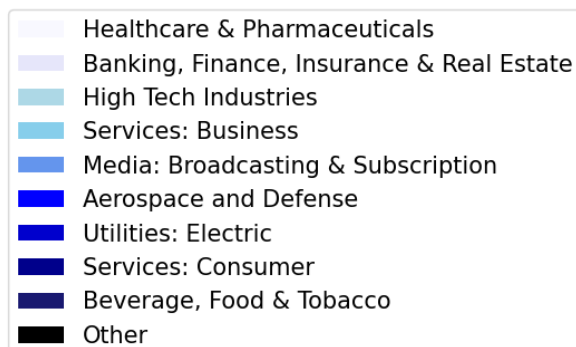 Healthcare & Pharmaceuticals
Banking, Finance, Insurance & Real Estate
High Tech Industries
Services: Business
Media: Broadcasting & Subscription
Aerospace and Defense
Utilities: Electric
Services: Consumer
Beverage, Food & Tobacco
Other